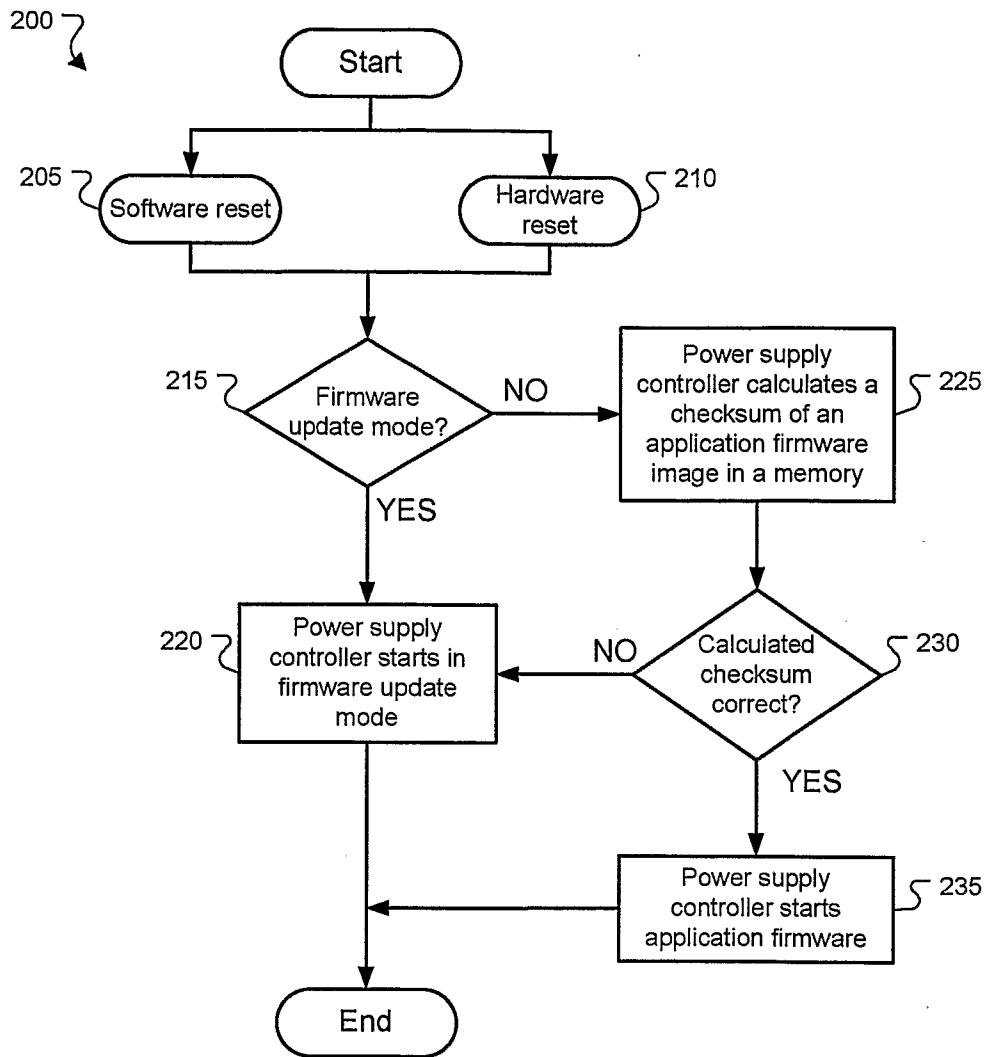 200
Start
205
Software reset
Hardware
reset
210
215
Firmware
update mode?
NO
YES
Power supply
controller calculates a
checksum of an
application firmware
image in a memory
225
220
Power supply
controller starts in
firmware update
mode
NO
Calculated
checksum
correct?
230
YES
Power supply
controller starts
application firmware
235
End